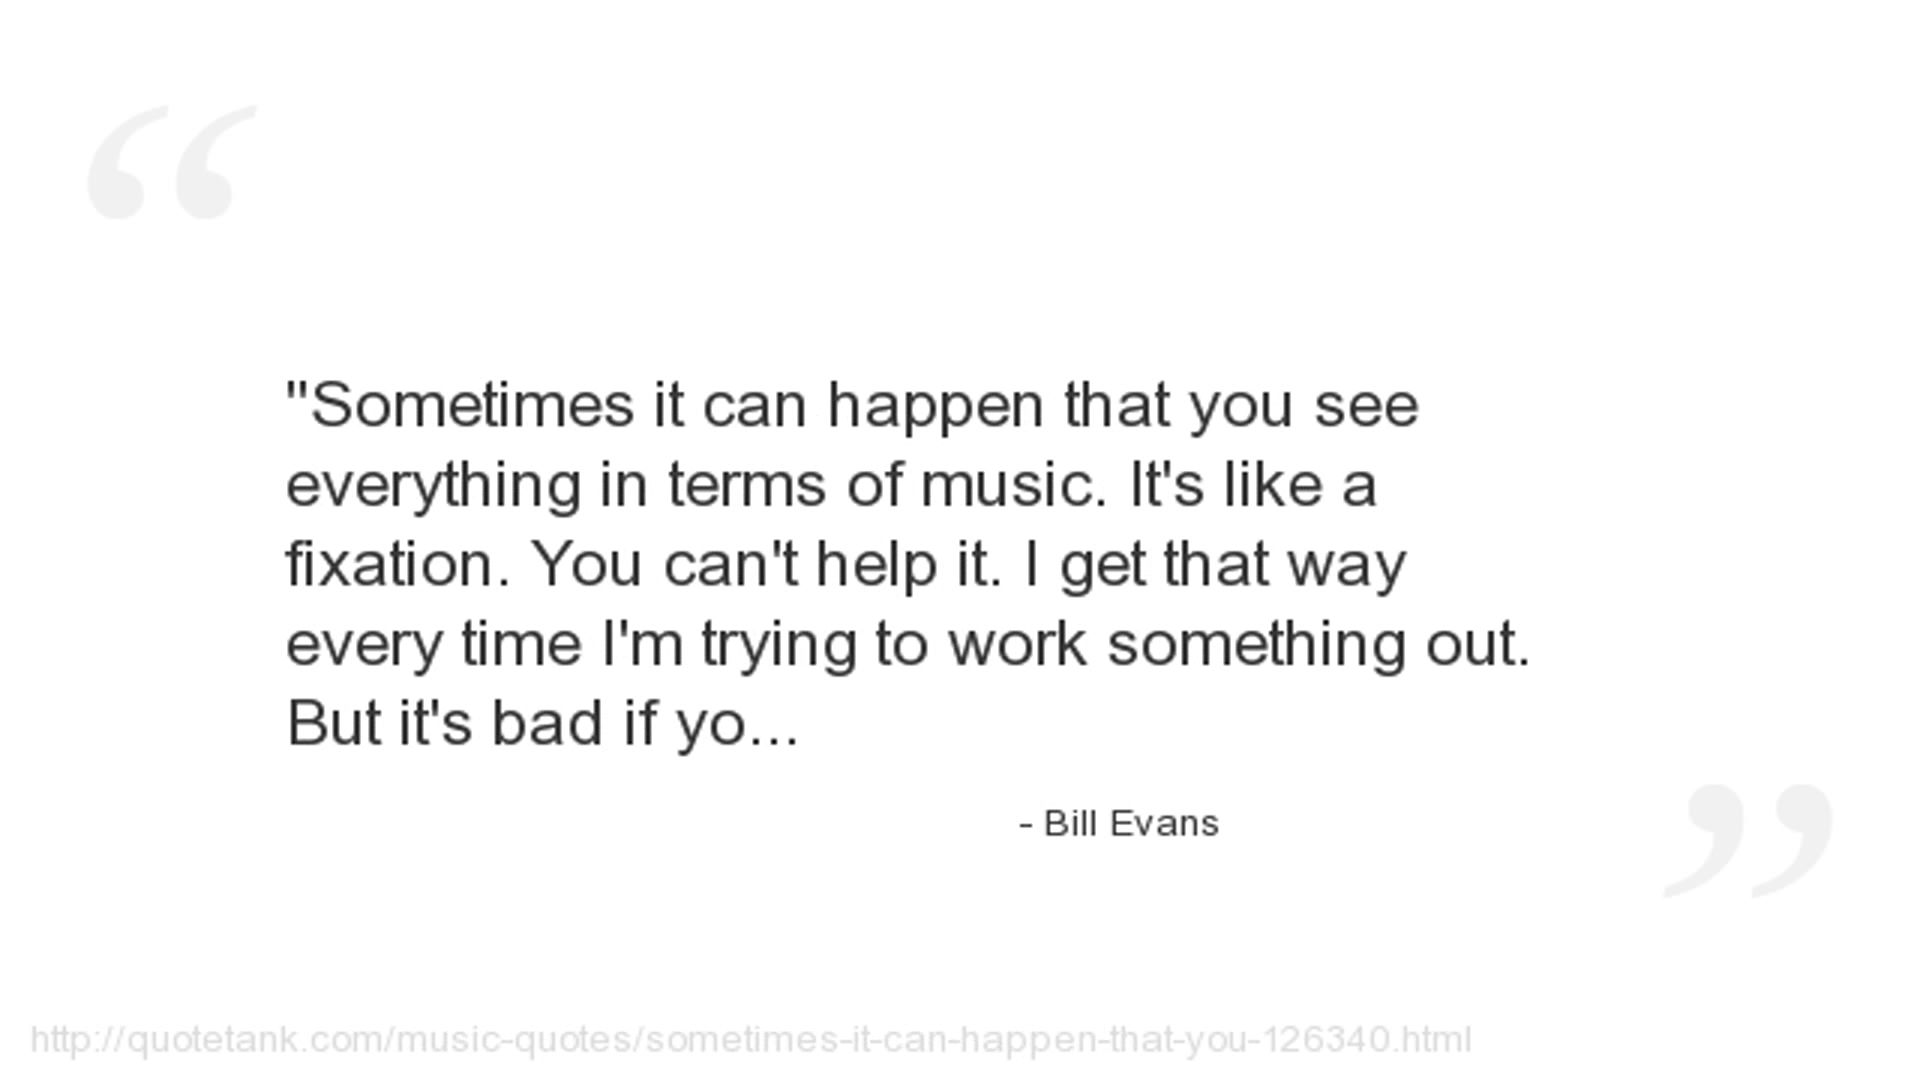 "Sometimes it can happen that you see
everything in terms of music. It's like a
fixation. You can't help it. I get that way
every time I'm trying to work something out.
But it's bad if yo...
- Bill Evans
http://quotetank.com/music-quotes/sometimes-it-can-happen-that-you-126340.html